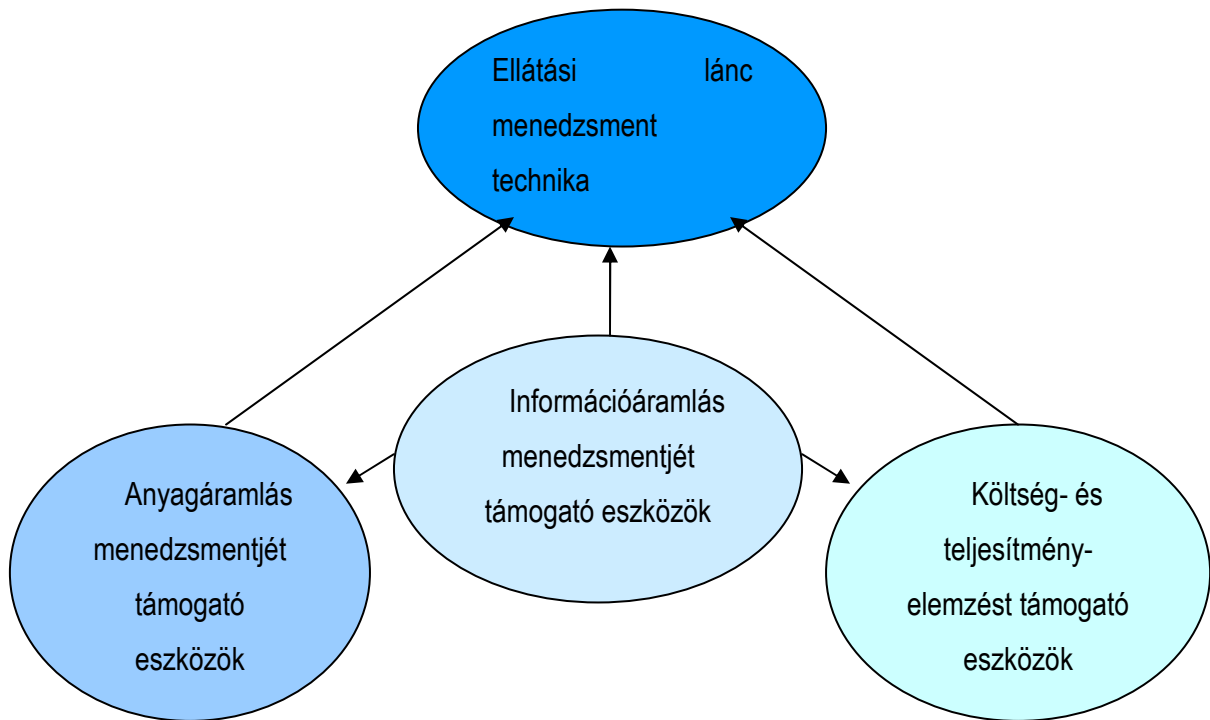 Ellátási lánc
menedzsment
technika
Információáramlás
menedzsmentjét
támogató eszközök
Anyagáramlás
menedzsmentjét
támogató
eszközök
Költség- és
teljesítmény-
elemzést támogató
eszközök